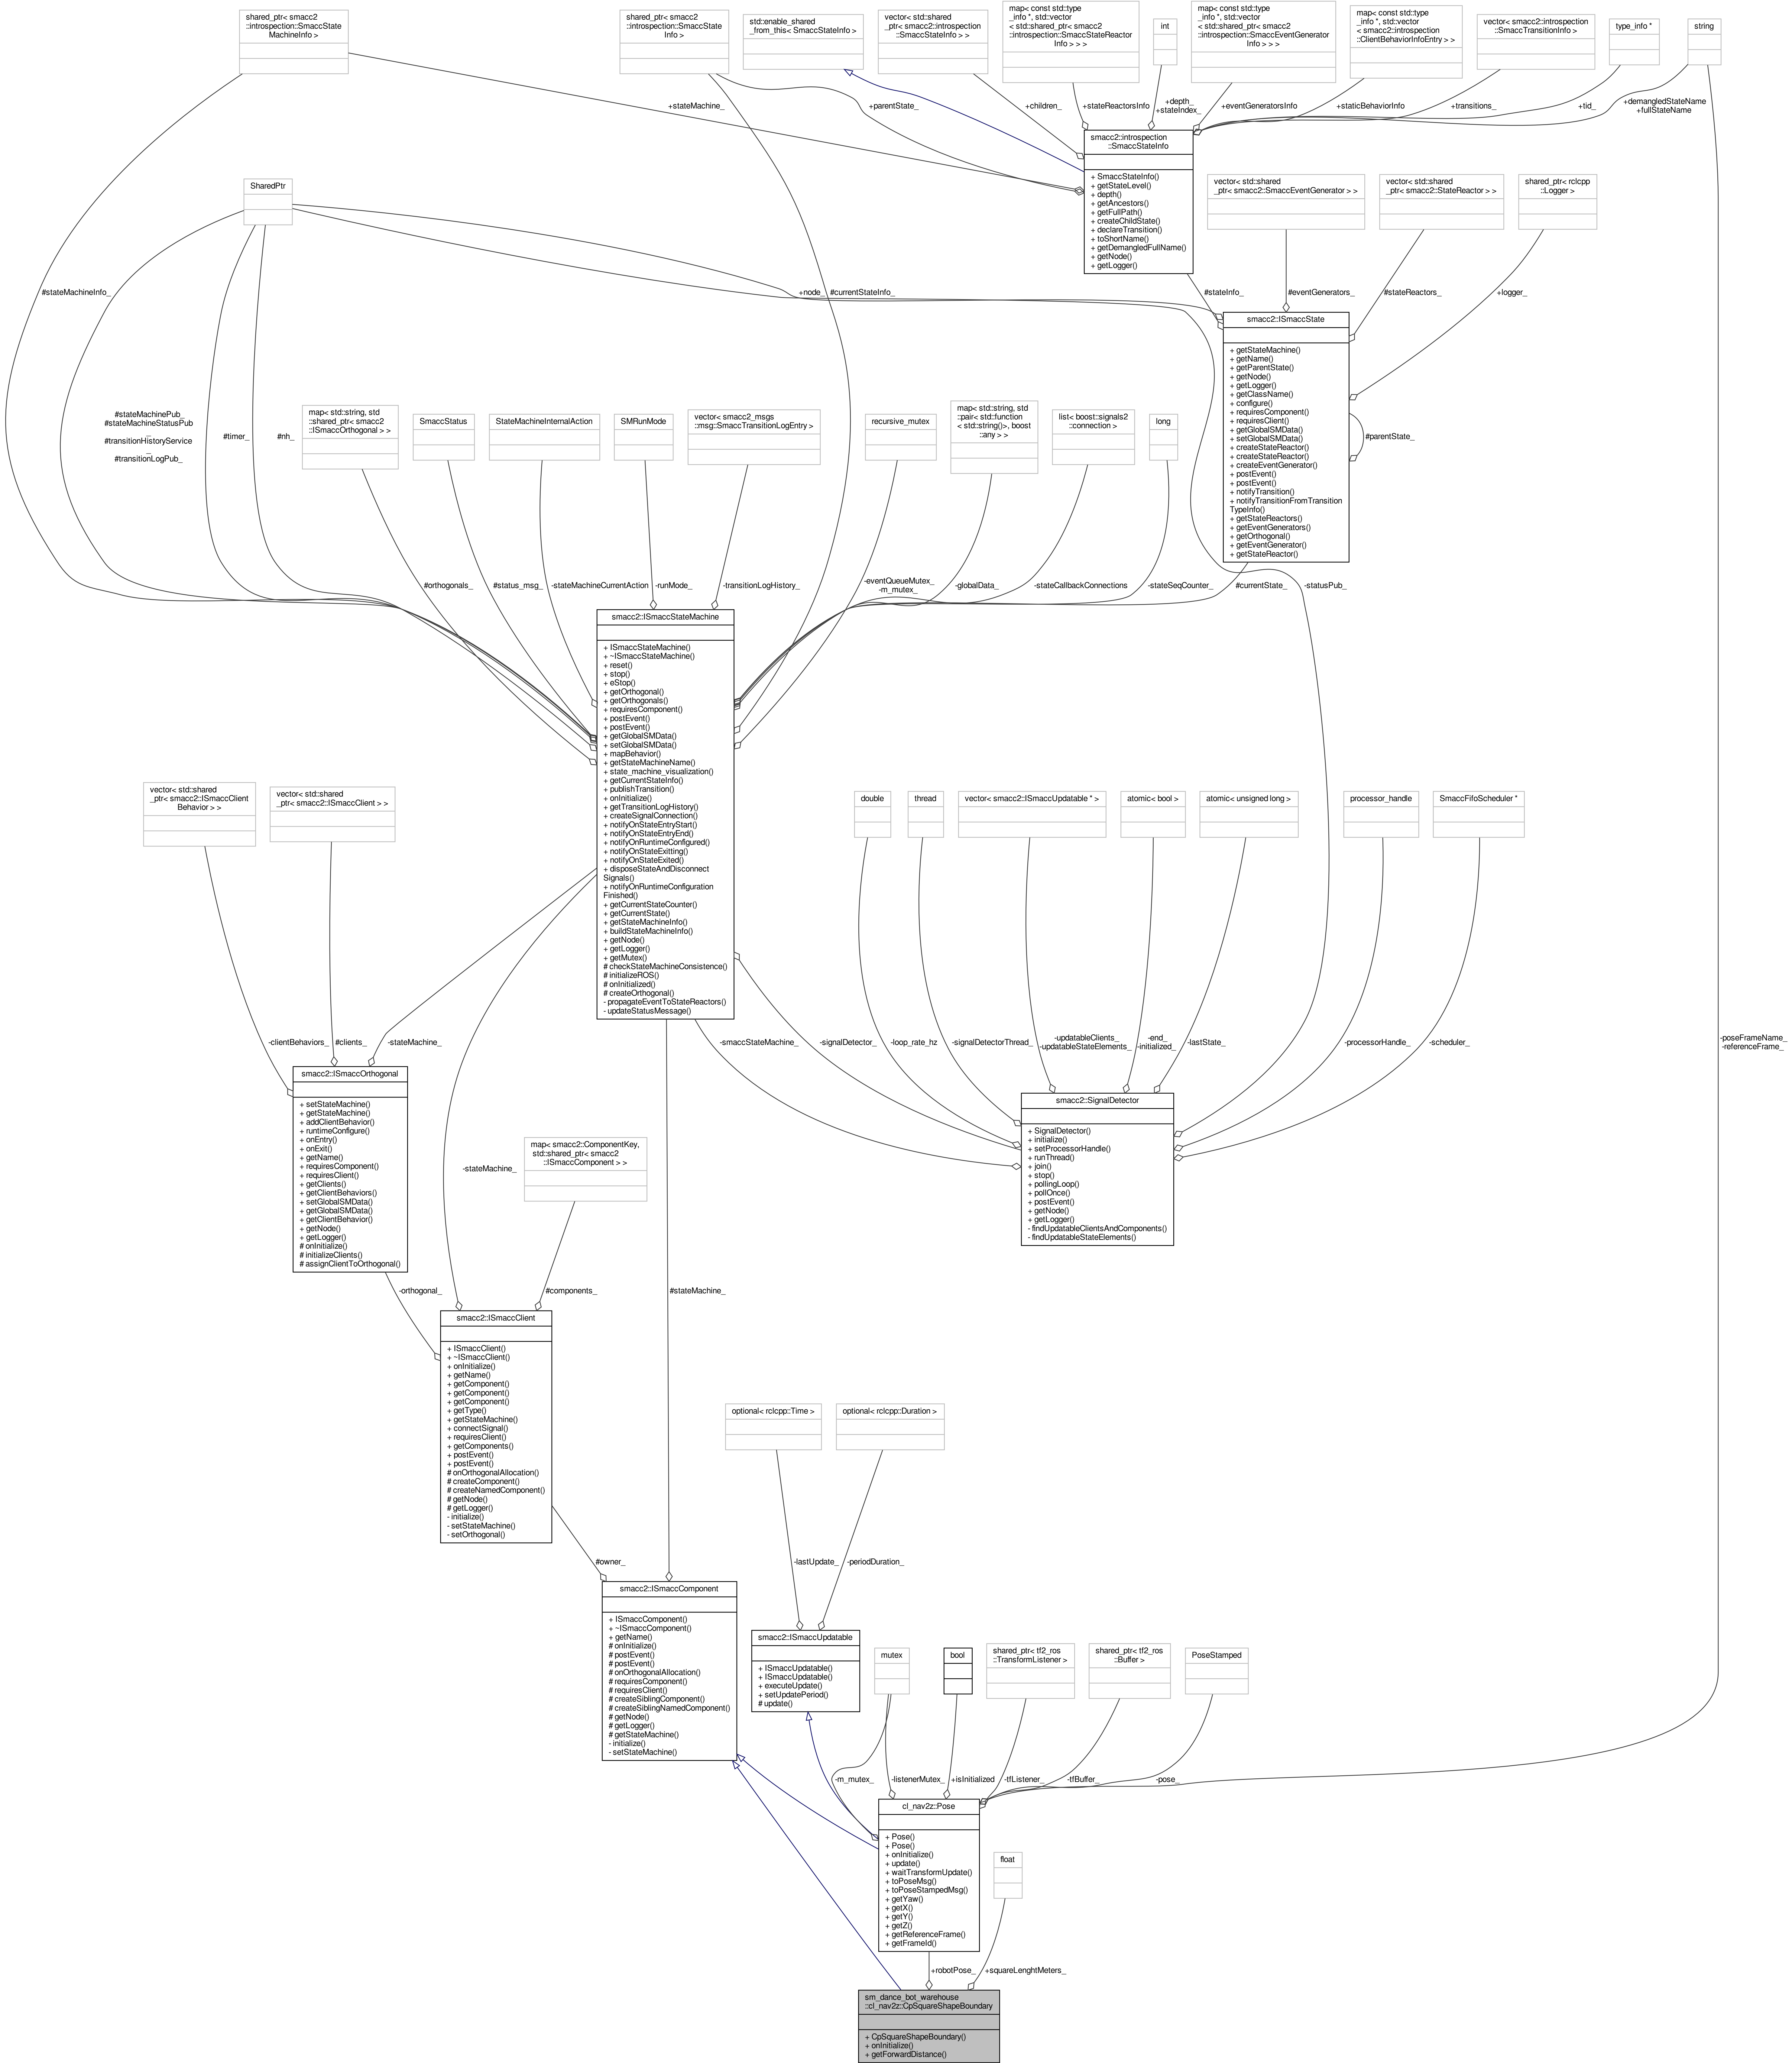 shared_ptr< smacc2
::introspection::SmaccState
MachineInfo >
shared_ptr< smacc2
::introspection::SmaccState
Info >
std::enable_shared
_from_this< SmaccStateInfo >
vector< std::shared
_ptr< smacc2::introspection
::SmaccStateInfo > >
map< const std::type
_info *, std::vector
< std::shared_ptr< smacc2
::introspection::SmaccStateReactor
Info > > >
int
map< const std::type
_info *, std::vector
< std::shared_ptr< smacc2
::introspection::SmaccEventGenerator
Info > > >
map< const std::type
_info *, std::vector
< smacc2::introspection
::ClientBehaviorInfoEntry > >
vector< smacc2::introspection
::SmaccTransitionInfo >
type_info *
string
+stateMachine_
+parentState_
+children_
+stateReactorsInfo
+depth_
+stateIndex_
+eventGeneratorsInfo
+staticBehaviorInfo
+transitions_
+tid_
+demangledStateName
+fullStateName
smacc2::introspection
::SmaccStateInfo
+ SmaccStateInfo()
+ getStateLevel()
+ depth()
+ getAncestors()
+ getFullPath()
+ createChildState()
+ declareTransition()
+ toShortName()
+ getDemangledFullName()
+ getNode()
+ getLogger()
SharedPtr
vector< std::shared
_ptr< smacc2::SmaccEventGenerator > >
vector< std::shared
_ptr< smacc2::StateReactor > >
shared_ptr< rclcpp
::Logger >
#stateMachineInfo_
+node_
#currentStateInfo_
#stateInfo_
#eventGenerators_
#stateReactors_
+logger_
smacc2::ISmaccState
+ getStateMachine()
+ getName()
+ getParentState()
+ getNode()
+ getLogger()
+ getClassName()
+ configure()
+ requiresComponent()
+ requiresClient()
+ getGlobalSMData()
+ setGlobalSMData()
+ createStateReactor()
+ createStateReactor()
+ createEventGenerator()
+ postEvent()
+ postEvent()
+ notifyTransition()
+ notifyTransitionFromTransition
TypeInfo()
+ getStateReactors()
+ getEventGenerators()
+ getOrthogonal()
+ getEventGenerator()
+ getStateReactor()
#parentState_
#stateMachinePub_
#stateMachineStatusPub
_
#transitionHistoryService
_
#transitionLogPub_
#timer_
#nh_
map< std::string, std
::shared_ptr< smacc2
::ISmaccOrthogonal > >
SmaccStatus
StateMachineInternalAction
SMRunMode
vector< smacc2_msgs
::msg::SmaccTransitionLogEntry >
recursive_mutex
map< std::string, std
::pair< std::function
< std::string()>, boost
::any > >
list< boost::signals2
::connection >
long
#orthogonals_
#status_msg_
-stateMachineCurrentAction
-runMode_
-transitionLogHistory_
-eventQueueMutex_
-m_mutex_
-globalData_
-stateCallbackConnections
-stateSeqCounter_
#currentState_
-statusPub_
smacc2::ISmaccStateMachine
+ ISmaccStateMachine()
+ ~ISmaccStateMachine()
+ reset()
+ stop()
+ eStop()
+ getOrthogonal()
+ getOrthogonals()
+ requiresComponent()
+ postEvent()
+ postEvent()
+ getGlobalSMData()
+ setGlobalSMData()
+ mapBehavior()
+ getStateMachineName()
+ state_machine_visualization()
+ getCurrentStateInfo()
+ publishTransition()
+ onInitialize()
+ getTransitionLogHistory()
+ createSignalConnection()
+ notifyOnStateEntryStart()
+ notifyOnStateEntryEnd()
+ notifyOnRuntimeConfigured()
+ notifyOnStateExitting()
+ notifyOnStateExited()
+ disposeStateAndDisconnect
Signals()
+ notifyOnRuntimeConfiguration
Finished()
+ getCurrentStateCounter()
+ getCurrentState()
+ getStateMachineInfo()
+ buildStateMachineInfo()
+ getNode()
+ getLogger()
+ getMutex()
# checkStateMachineConsistence()
# initializeROS()
# onInitialized()
# createOrthogonal()
- propagateEventToStateReactors()
- updateStatusMessage()
vector< std::shared
_ptr< smacc2::ISmaccClient
Behavior > >
vector< std::shared
_ptr< smacc2::ISmaccClient > >
double
thread
vector< smacc2::ISmaccUpdatable * >
atomic< bool >
atomic< unsigned long >
processor_handle
SmaccFifoScheduler *
-clientBehaviors_
#clients_
-stateMachine_
-smaccStateMachine_
-signalDetector_
-loop_rate_hz
-signalDetectorThread_
-updatableClients_
-updatableStateElements_
-end_
-initialized_
-lastState_
-processorHandle_
-scheduler_
-poseFrameName_
-referenceFrame_
smacc2::ISmaccOrthogonal
+ setStateMachine()
+ getStateMachine()
+ addClientBehavior()
+ runtimeConfigure()
+ onEntry()
+ onExit()
+ getName()
+ requiresComponent()
+ requiresClient()
+ getClients()
+ getClientBehaviors()
+ setGlobalSMData()
+ getGlobalSMData()
+ getClientBehavior()
+ getNode()
+ getLogger()
# onInitialize()
# initializeClients()
# assignClientToOrthogonal()
smacc2::SignalDetector
+ SignalDetector()
+ initialize()
+ setProcessorHandle()
+ runThread()
+ join()
+ stop()
+ pollingLoop()
+ pollOnce()
+ postEvent()
+ getNode()
+ getLogger()
- findUpdatableClientsAndComponents()
- findUpdatableStateElements()
-stateMachine_
map< smacc2::ComponentKey,
std::shared_ptr< smacc2
::ISmaccComponent > >
-orthogonal_
#components_
#stateMachine_
smacc2::ISmaccClient
+ ISmaccClient()
+ ~ISmaccClient()
+ onInitialize()
+ getName()
+ getComponent()
+ getComponent()
+ getComponent()
+ getType()
+ getStateMachine()
+ connectSignal()
+ requiresClient()
+ getComponents()
+ postEvent()
+ postEvent()
# onOrthogonalAllocation()
# createComponent()
# createNamedComponent()
# getNode()
# getLogger()
- initialize()
- setStateMachine()
- setOrthogonal()
optional< rclcpp::Time >
optional< rclcpp::Duration >
#owner_
-lastUpdate_
-periodDuration_
smacc2::ISmaccComponent
+ ISmaccComponent()
+ ~ISmaccComponent()
+ getName()
# onInitialize()
# postEvent()
# postEvent()
# onOrthogonalAllocation()
# requiresComponent()
# requiresClient()
# createSiblingComponent()
# createSiblingNamedComponent()
# getNode()
# getLogger()
# getStateMachine()
- initialize()
- setStateMachine()
smacc2::ISmaccUpdatable
+ ISmaccUpdatable()
+ ISmaccUpdatable()
+ executeUpdate()
+ setUpdatePeriod()
# update()
mutex
bool
shared_ptr< tf2_ros
::TransformListener >
shared_ptr< tf2_ros
::Buffer >
PoseStamped
-m_mutex_
-listenerMutex_
+isInitialized
-tfListener_
-tfBuffer_
-pose_
cl_nav2z::Pose
+ Pose()
+ Pose()
+ onInitialize()
+ update()
+ waitTransformUpdate()
+ toPoseMsg()
+ toPoseStampedMsg()
+ getYaw()
+ getX()
+ getY()
+ getZ()
+ getReferenceFrame()
+ getFrameId()
float
+robotPose_
+squareLenghtMeters_
sm_dance_bot_warehouse
::cl_nav2z::CpSquareShapeBoundary
+ CpSquareShapeBoundary()
+ onInitialize()
+ getForwardDistance()